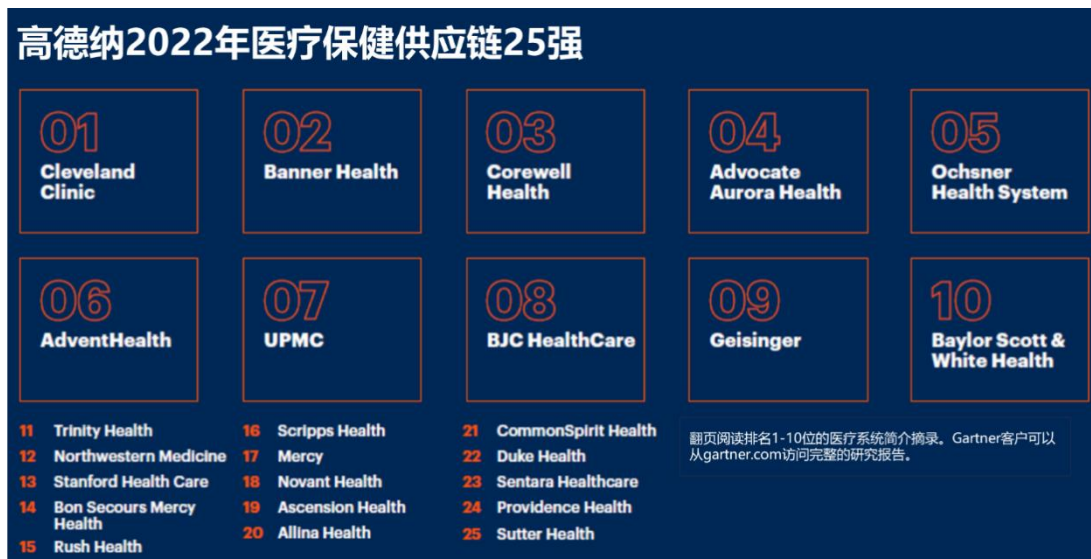 高德纳2022年医疗保健供应链25强
01
Cleveland
Clinic
02
Banner Health
03
Corewell
Health
04
Advocate
Aurora Health
05
Ochsner
Health System
06
AdventHealth
07
UPMC
08
BJC HealthCare
09
Geisinger
10
Baylor Scott &
White Health
11 Trinity Health
12 Northwestern Medicine
13 Stanford Health Care
14 Bon Secours Mercy
Health
15 Rush Health
16 Scripps Health
17 Mercy
18 Novant Health
19 Ascension Health
20 Allina Health
21 CommonSpirit Health
22 Duke Health
23 Sentara Healthcare
24 Providence Health
25 Sutter Health
翻页阅读排名1-10位的医疗系统简介摘录。Gartner客户可以
从gartner.com访问完整的研究报告。